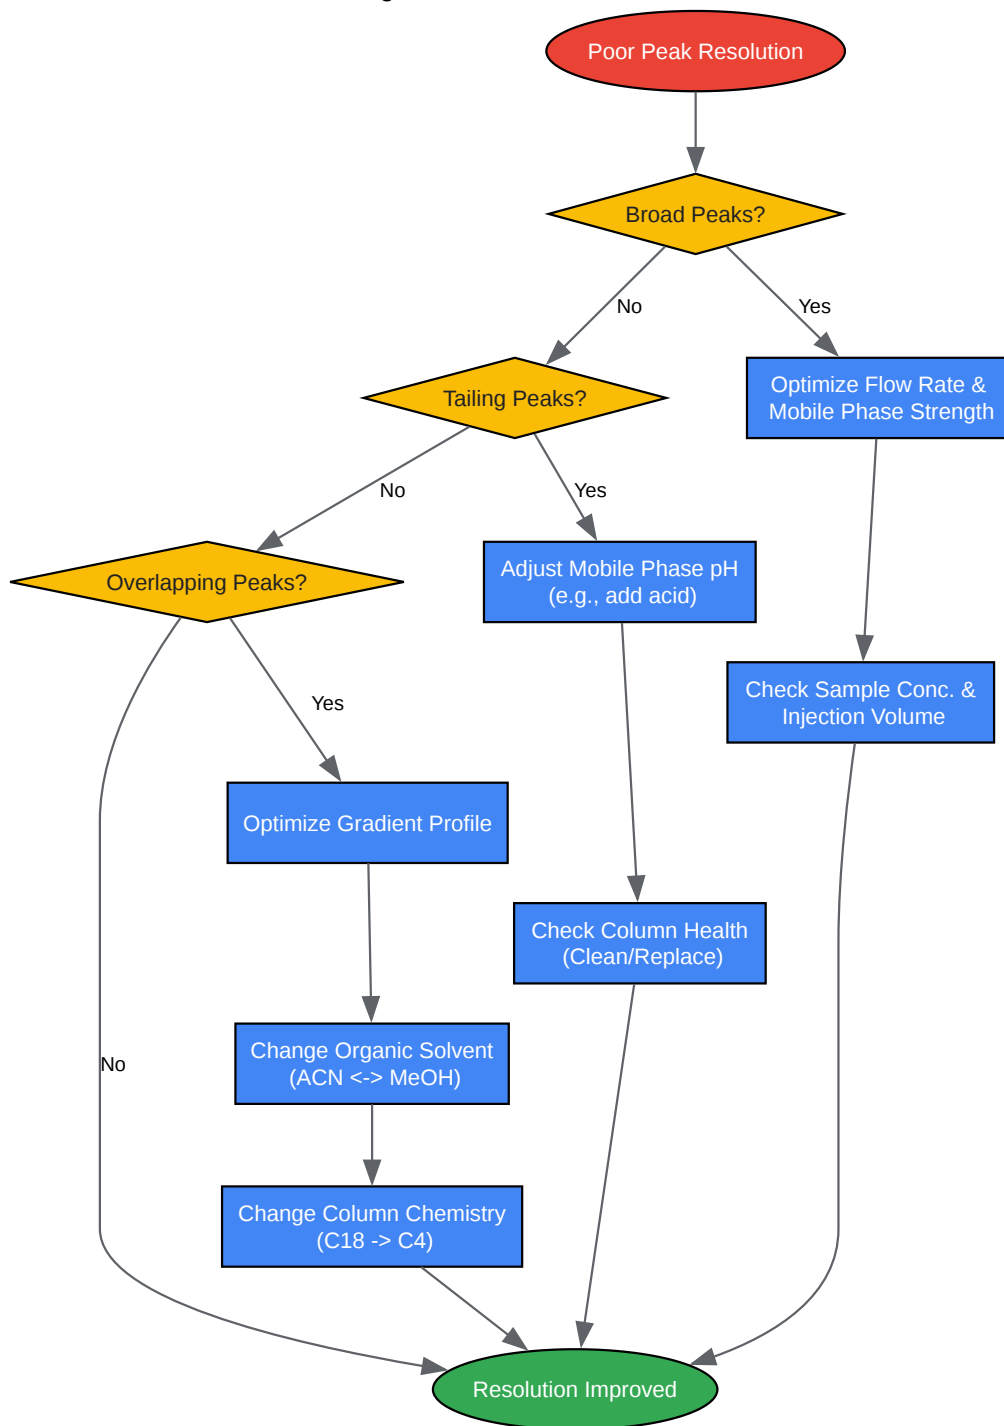 Poor Peak Resolution
Broad Peaks?
No
Yes
Tailing Peaks?
Optimize Flow Rate &
Mobile Phase Strength
No
Yes
Overlapping Peaks?
Adjust Mobile Phase pH
(e.g., add acid)
Yes
Check Sample Conc. &
Injection Volume
Optimize Gradient Profile
Check Column Health
(Clean/Replace)
Change Organic Solvent
(ACN <-> MeOH)
No
Change Column Chemistry
(C18 -> C4)
Resolution Improved